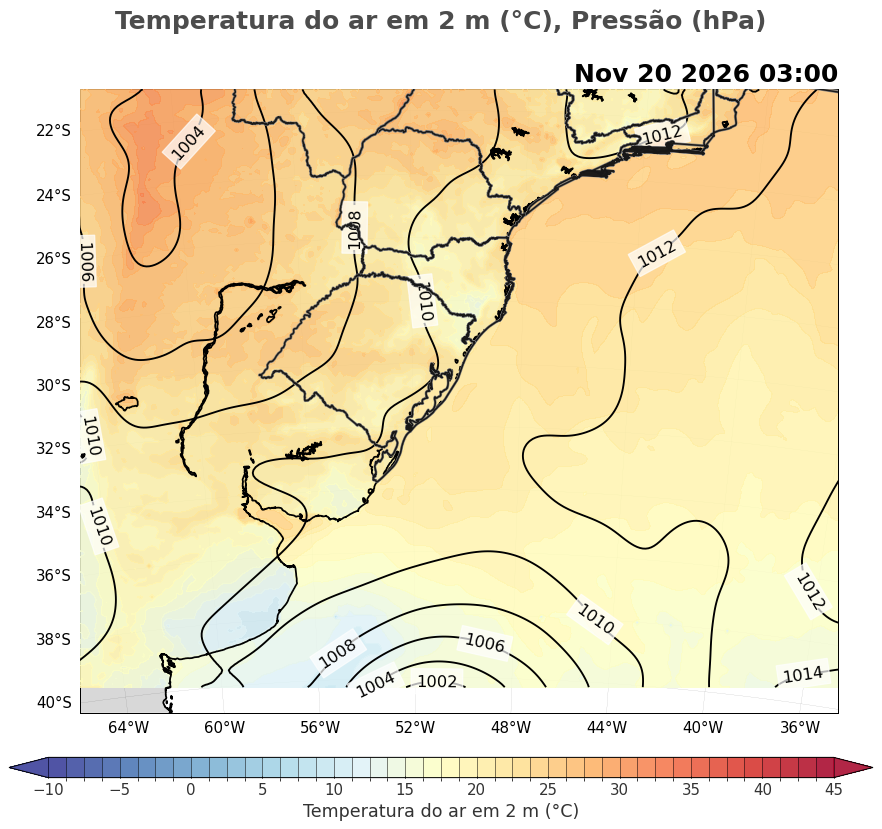 Temperatura do ar em 2 m (°C), Pressão (hPa)
Nov 20 2026 03:00
22°S
24°S
26°S
28°S
30°S
32°S
34°S
36°S
38°S
40°S
1004
1012
1008
1012
1006
1010
1010
1010
1010
1012
1008
1006
1004
1002
1014
64°W 60°W 56°W 52°W 48°W 44°W 40°W 36°W
−10 −5 0 5 10 15 20 25 30 35 40 45
Temperatura do ar em 2 m (°C)